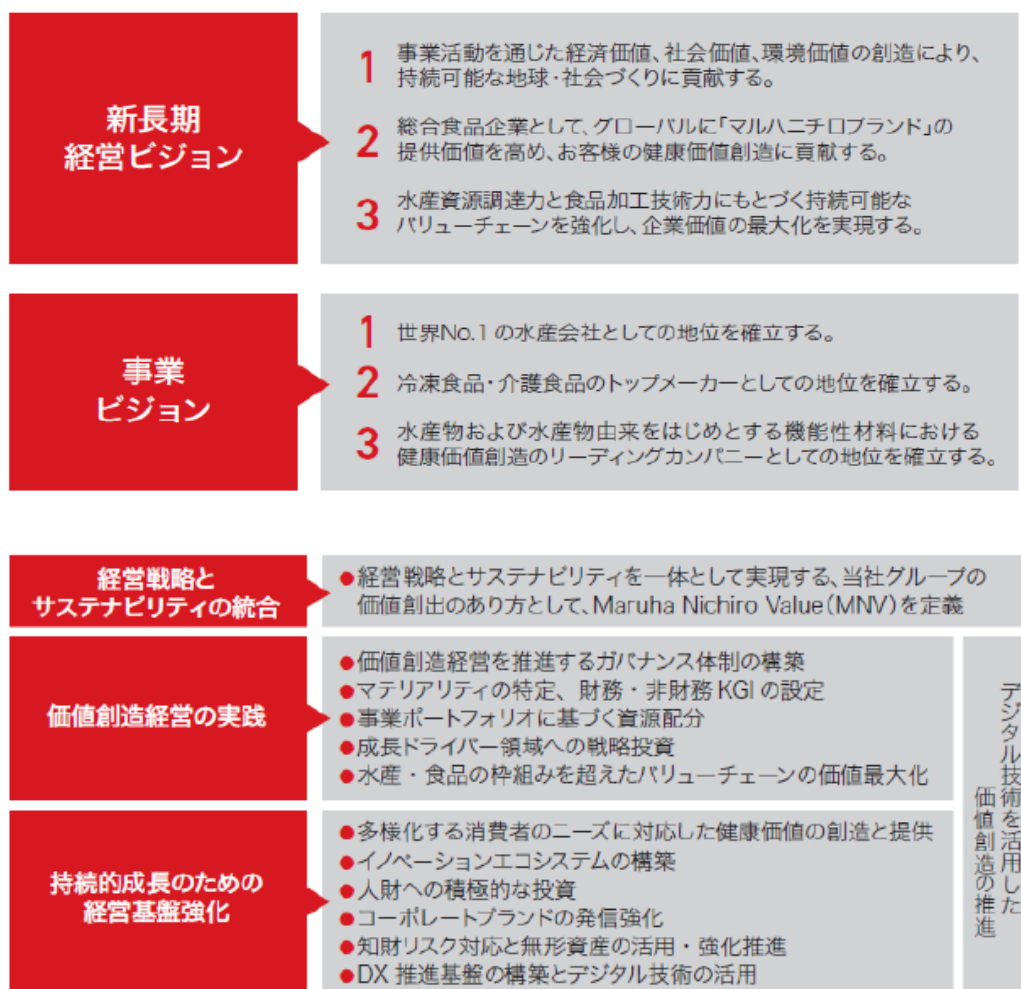 新長期
経営ビジョン
1 事業活動を通じた経済価値、社会価値、環境価値の創造により、
持続可能な地球・社会づくりに貢献する。
2 総合食品企業として、グローバルに「マルハニチロブランド」の
提供価値を高め、お客様の健康価値創造に貢献する。
3 水産資源調達力と食品加工技術力にもとづく持続可能な
バリューチェーンを強化し、企業価値の最大化を実現する。
事業
ビジョン
1 世界No.1の水産会社としての地位を確立する。
2 冷凍食品・介護食品のトップメーカーとしての地位を確立する。
3 水産物および水産物由来をはじめとする機能性材料における
健康価値創造のリーディングカンパニーとしての地位を確立する。
経営戦略と
サステナビリティの統合
●経営戦略とサステナビリティを一体として実現する、当社グループの
価値創出のあり方として、Maruha Nichiro Value(MNV)を定義
価値創造経営の実践
●価値創造経営を推進するガバナンス体制の構築
●マテリアリティの特定、財務・非財務 KGI の設定
●事業ポートフォリオに基づく資源配分
●成長ドライバー領域への戦略投資
●水産・食品の枠組みを超えたバリューチェーンの価値最大化
持続的成長のための
経営基盤強化
●多様化する消費者のニーズに対応した健康価値の創造と提供
●イノベーションエコシステムの構築
●人財への積極的な投資
●コーポレートブランドの発信強化
●知財リスク対応と無形資産の活用・強化推進
●DX 推進基盤の構築とデジタル技術の活用
デジタル技術を活用した
価値創造の推進